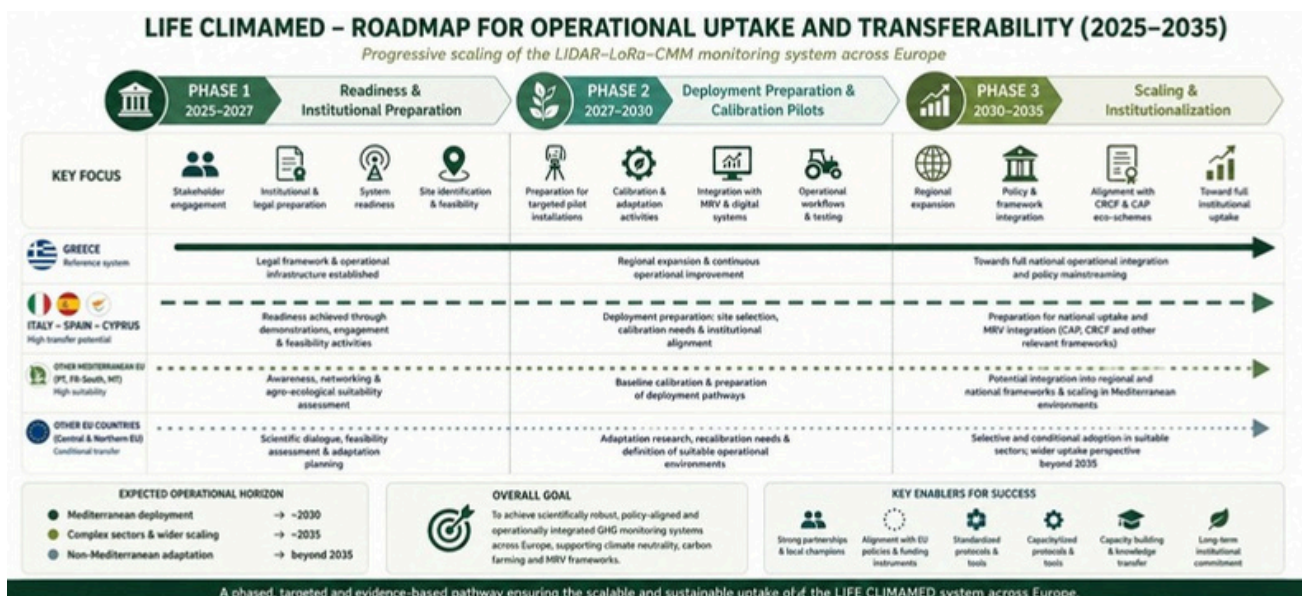 LIFE CLIMAMED – ROADMAP FOR OPERATIONAL UPTAKE AND TRANSFERABILITY (2025–2035)
Progressive scaling of the LIDAR–LoRa–CMM monitoring system across Europe
PHASE 1
2025–2027
Readiness &
Institutional Preparation
PHASE 2
2027–2030
Deployment Preparation &
Calibration Pilots
PHASE 3
2030–2035
Scaling &
Institutionalization
KEY FOCUS
Stakeholder
engagement
Institutional &
legal preparation
System
readiness
Site identification
& feasibility
Preparation for
targeted pilot
installations
Calibration &
adaptation
activities
Integration with
MRV & digital
systems
Operational
workflows
& testing
Regional
expansion
Policy &
framework
integration
Alignment with
CRCF & CAP
eco-schemes
Toward full
institutional
uptake
GREECE
Reference system
Legal framework & operational
infrastructure established
Regional expansion & continuous
operational improvement
Towards full national operational integration
and policy mainstreaming
ITALY – SPAIN – CYPRUS
High transfer potential
Readiness achieved through
demonstrations, engagement
& feasibility activities
Deployment preparation: site selection,
calibration needs & institutional
alignment
Preparation for national uptake and
MRV integration (CAP, CRCF and other
relevant frameworks)
OTHER MEDITERRANEAN EU
(PT, FR-South, MT)
High suitability
Awareness, networking &
agro-ecological suitability
assessment
Baseline calibration & preparation
of deployment pathways
Potential integration into regional and
national frameworks & scaling in Mediterranean
environments
OTHER EU COUNTRIES
(Central & Northern EU)
Conditional transfer
Scientific dialogue, feasibility
assessment & adaptation
planning
Adaptation research, recalibration needs &
definition of suitable operational
environments
Selective and conditional adoption in suitable
sectors; wider uptake perspective
beyond 2035
EXPECTED OPERATIONAL HORIZON
Mediterranean deployment → ~2030
Complex sectors & wider scaling → ~2035
Non-Mediterranean adaptation → beyond 2035
OVERALL GOAL
To achieve scientifically robust, policy-aligned and
operationally integrated GHG monitoring systems
across Europe, supporting climate neutrality, carbon
farming and MRV frameworks.
KEY ENABLERS FOR SUCCESS
Strong partnerships
& local champions
Alignment with EU
policies & funding
instruments
Standardized
protocols &
tools
Capacitylized
protocols &
tools
Capacity building
& knowledge
transfer
Long-term
institutional
commitment
A phased, targeted and evidence-based pathway ensuring the scalable and sustainable uptake of the LIFE CLIMAMED system across Europe.